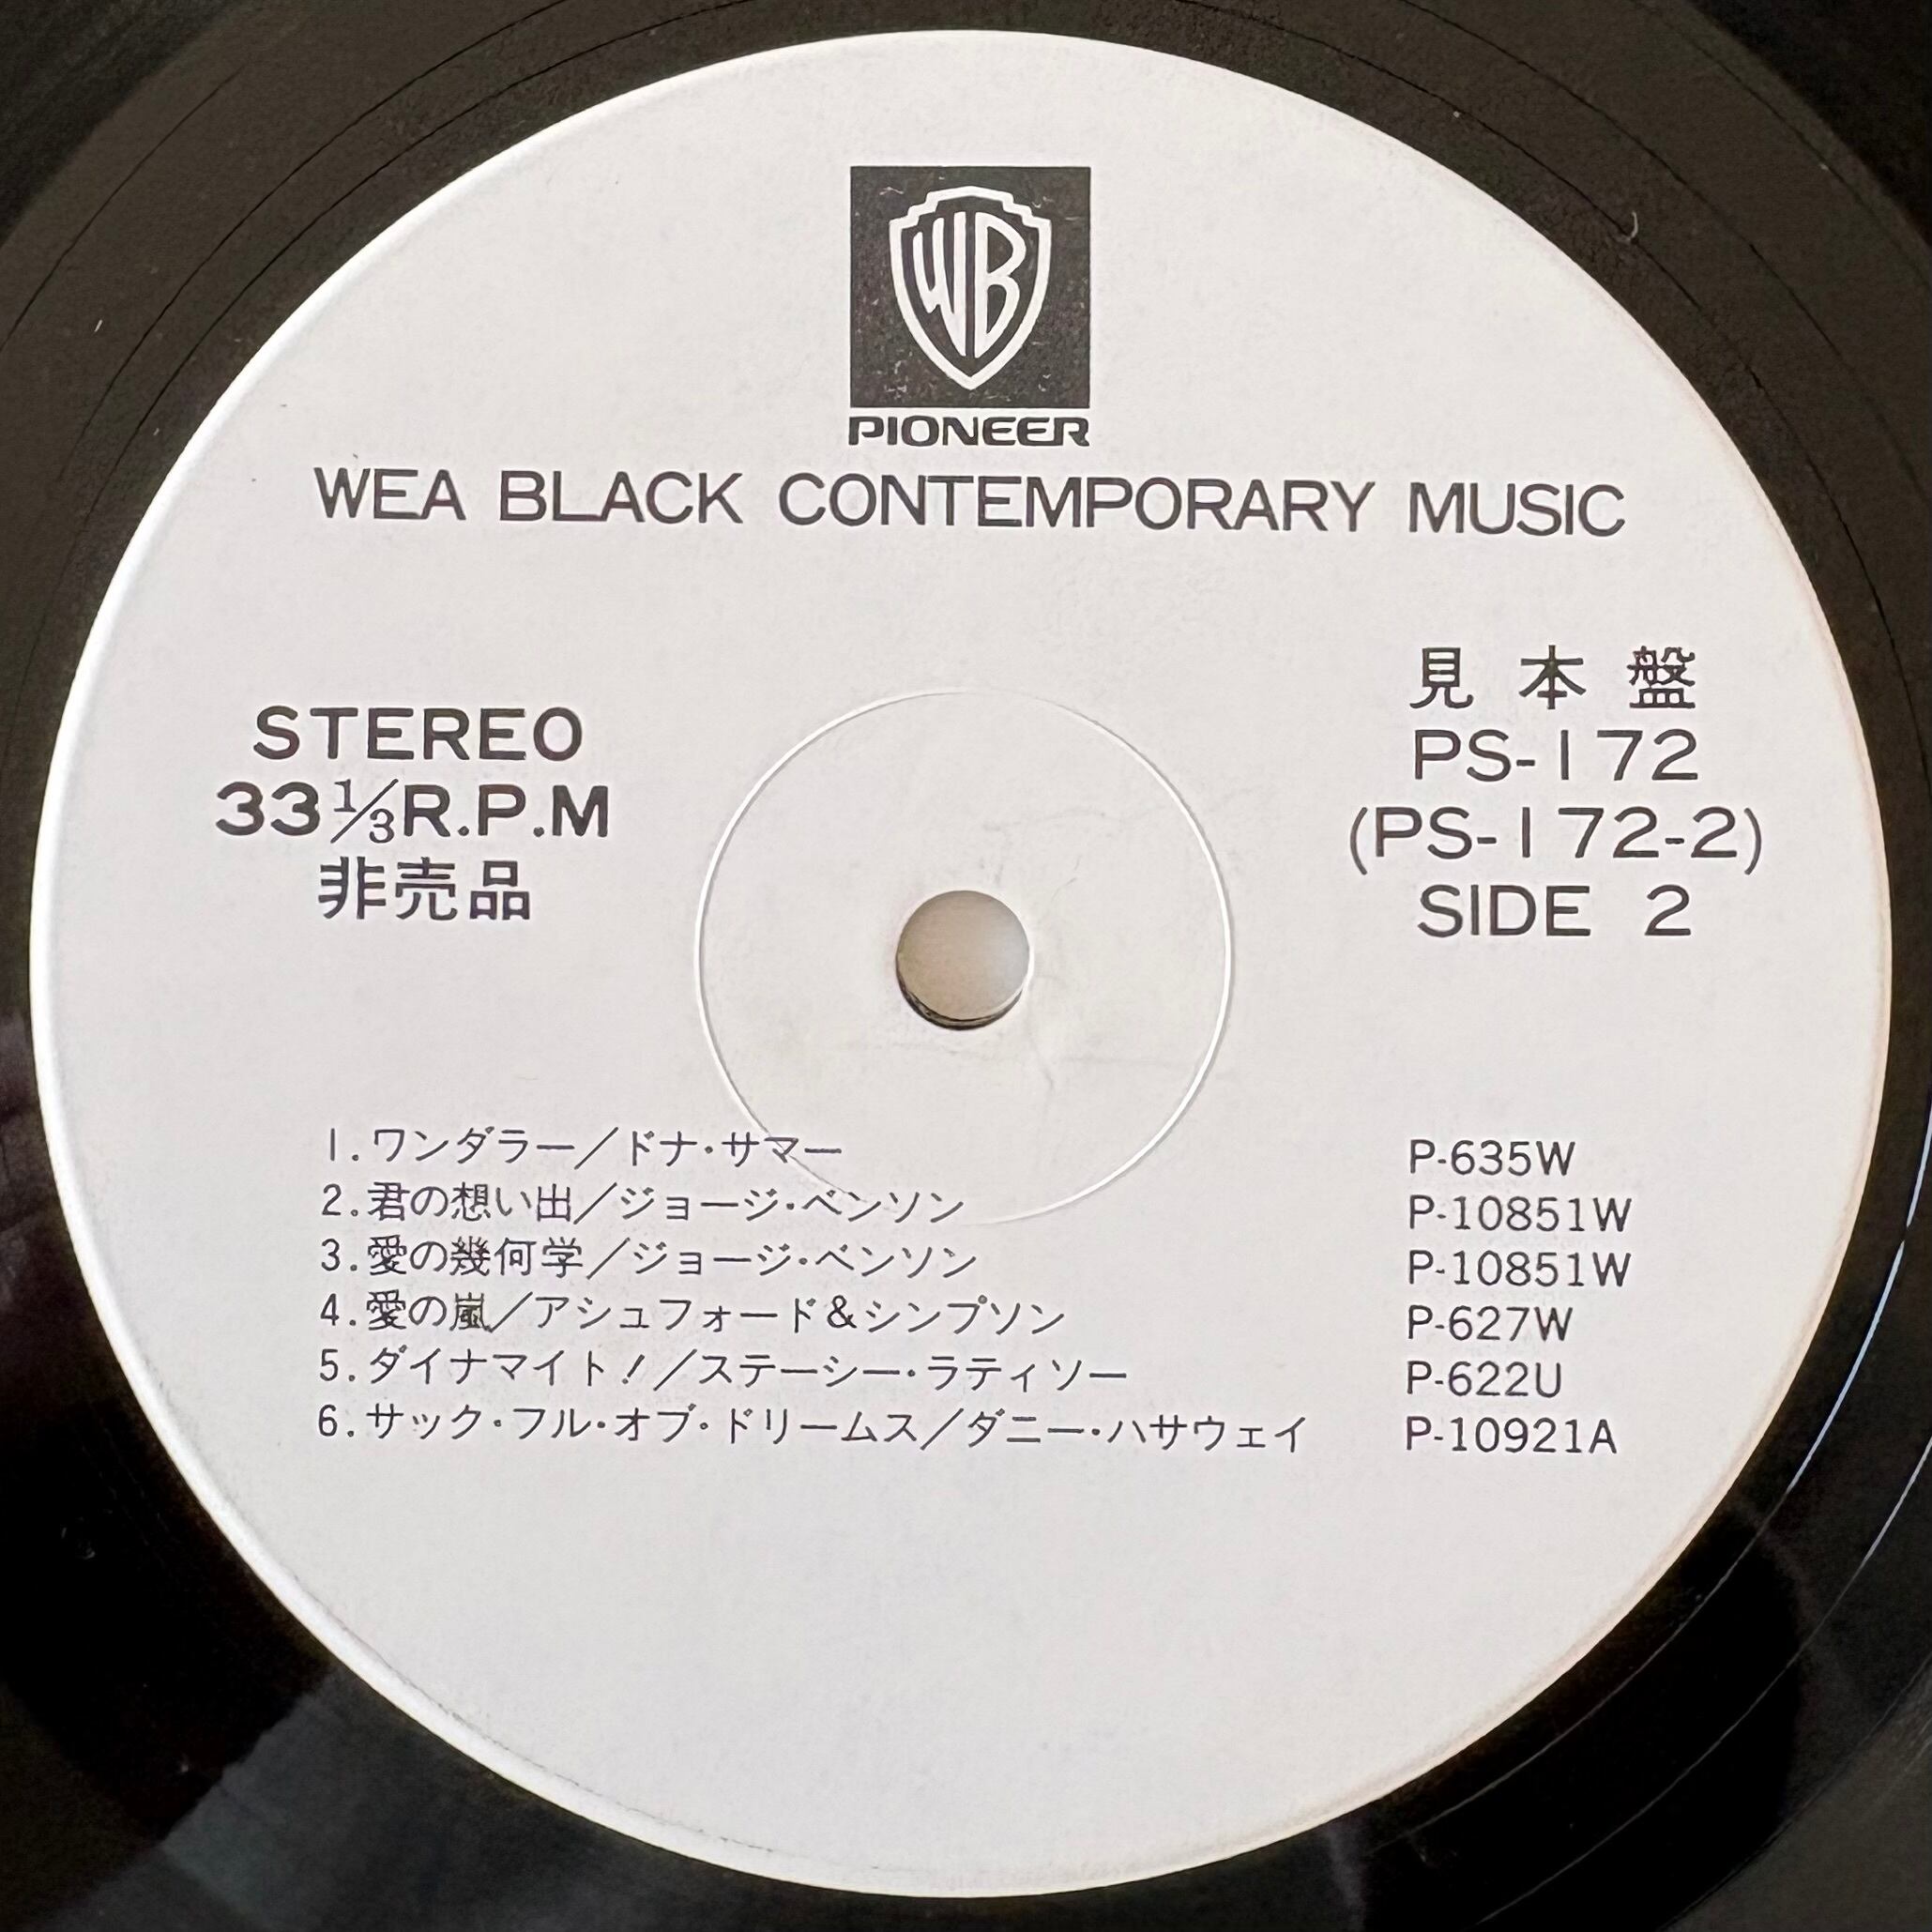 WB
PIONEER
WEA BLACK CONTEMPORARY MUSIC
STEREO
33⅓R.P.M
非売品
見本盤
PS-172
(PS-172-2)
SIDE 2
1.ワンダラー/ドナ・サマー P-635W
2.君の想い出/ジョージ・ベンソン P-10851W
3.愛の幾何学/ジョージ・ベンソン P-10851W
4.愛の嵐/アシュフォード&シンプソン P-627W
5.ダイナマイト!/ステーシー・ラティソー P-622U
6.サック・フル・オブ・ドリームス/ダニー・ハサウェイ P-10921A